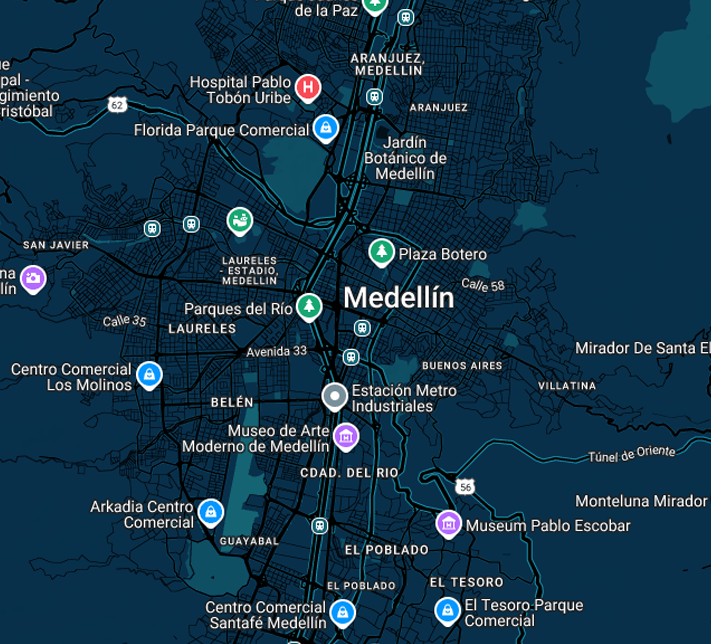 de la Paz
ARANJUEZ,
MEDELLIN
Hospital Pablo
Tobón Uribe
H
pal -
gimiento
ristóbal
62
ARANJUEZ
Florida Parque Comercial
Jardín
Botánico de
Medellín
SAN JAVIER
LAURELES
- ESTADIO,
MEDELLIN
Plaza Botero
na
lín
Calle 58
Medellín
Parques del Río
Calle 35
LAURELES
Avenida 33
Mirador De Santa El
Centro Comercial
Los Molinos
BUENOS AIRES
VILLATINA
Estación Metro
Industriales
BELÉN
Museo de Arte
Moderno de Medellín
Túnel de Oriente
CDAD. DEL RIO
56
Monteluna Mirador
Arkadia Centro
Comercial
Museum Pablo Escobar
GUAYABAL
EL POBLADO
EL POBLADO
EL TESORO
Centro Comercial
Santafé Medellín
El Tesoro Parque
Comercial